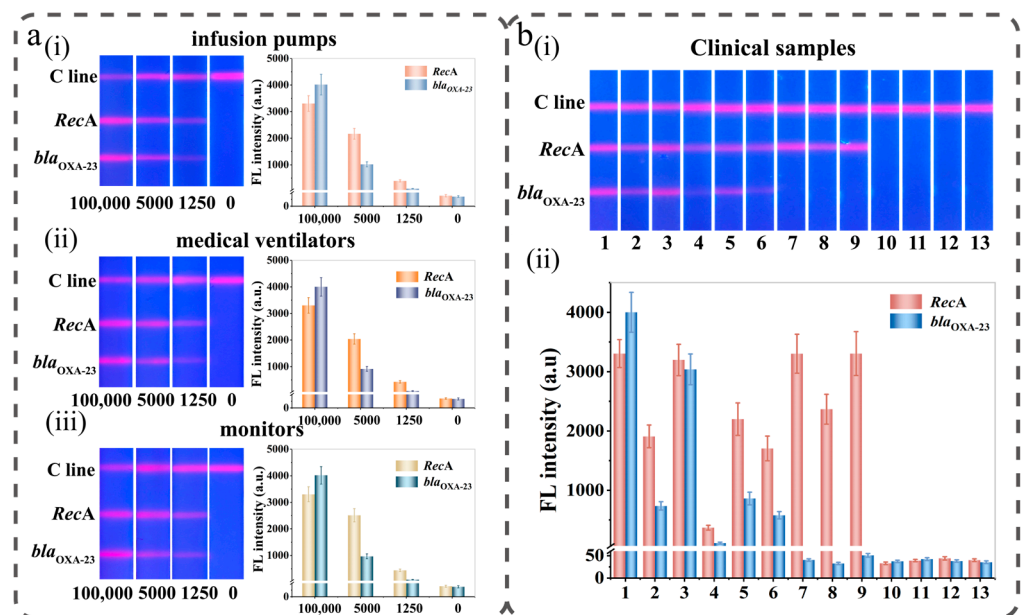 a
(i)
infusion pumps
C line
RecA
blaOXA-23
100,000 5000 1250 0
FL intensity (a.u.)
5000
4000
3000
2000
1000
0
RecA
blaOXA-23
100,000 5000 1250 0
(ii)
medical ventilators
C line
RecA
blaOXA-23
100,000 5000 1250 0
FL intensity (a.u.)
5000
4000
3000
2000
1000
0
RecA
blaOXA-23
100,000 5000 1250 0
(iii)
monitors
C line
RecA
blaOXA-23
100,000 5000 1250 0
FL intensity (a.u.)
5000
4000
3000
2000
1000
0
RecA
blaOXA-23
100,000 5000 1250 0
b
(i)
Clinical samples
C line
RecA
blaOXA-23
1 2 3 4 5 6 7 8 9 10 11 12 13
(ii)
FL intensity (a.u)
4000
3000
2000
1000
50
0
RecA
blaOXA-23
1 2 3 4 5 6 7 8 9 10 11 12 13